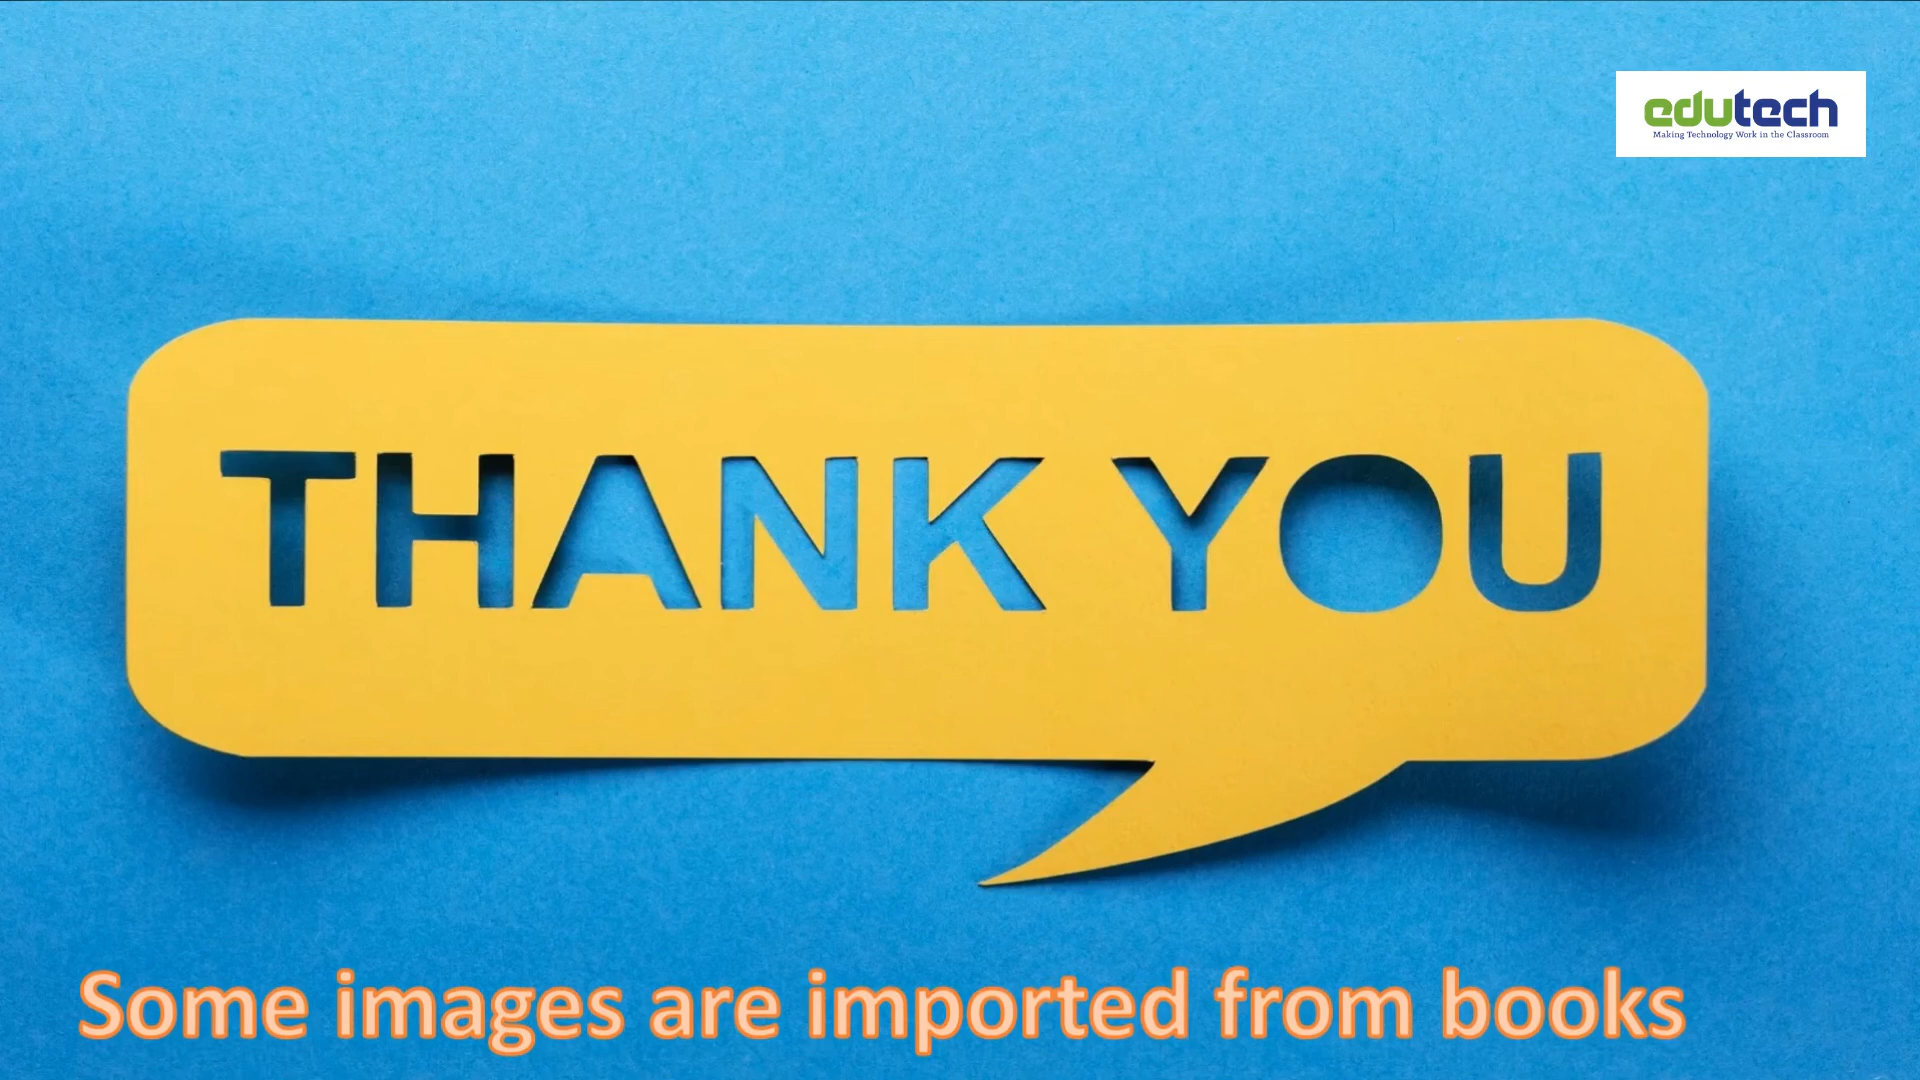 edutech
Making Technology Work in the Classroom
THANK YOU
Some images are imported from books